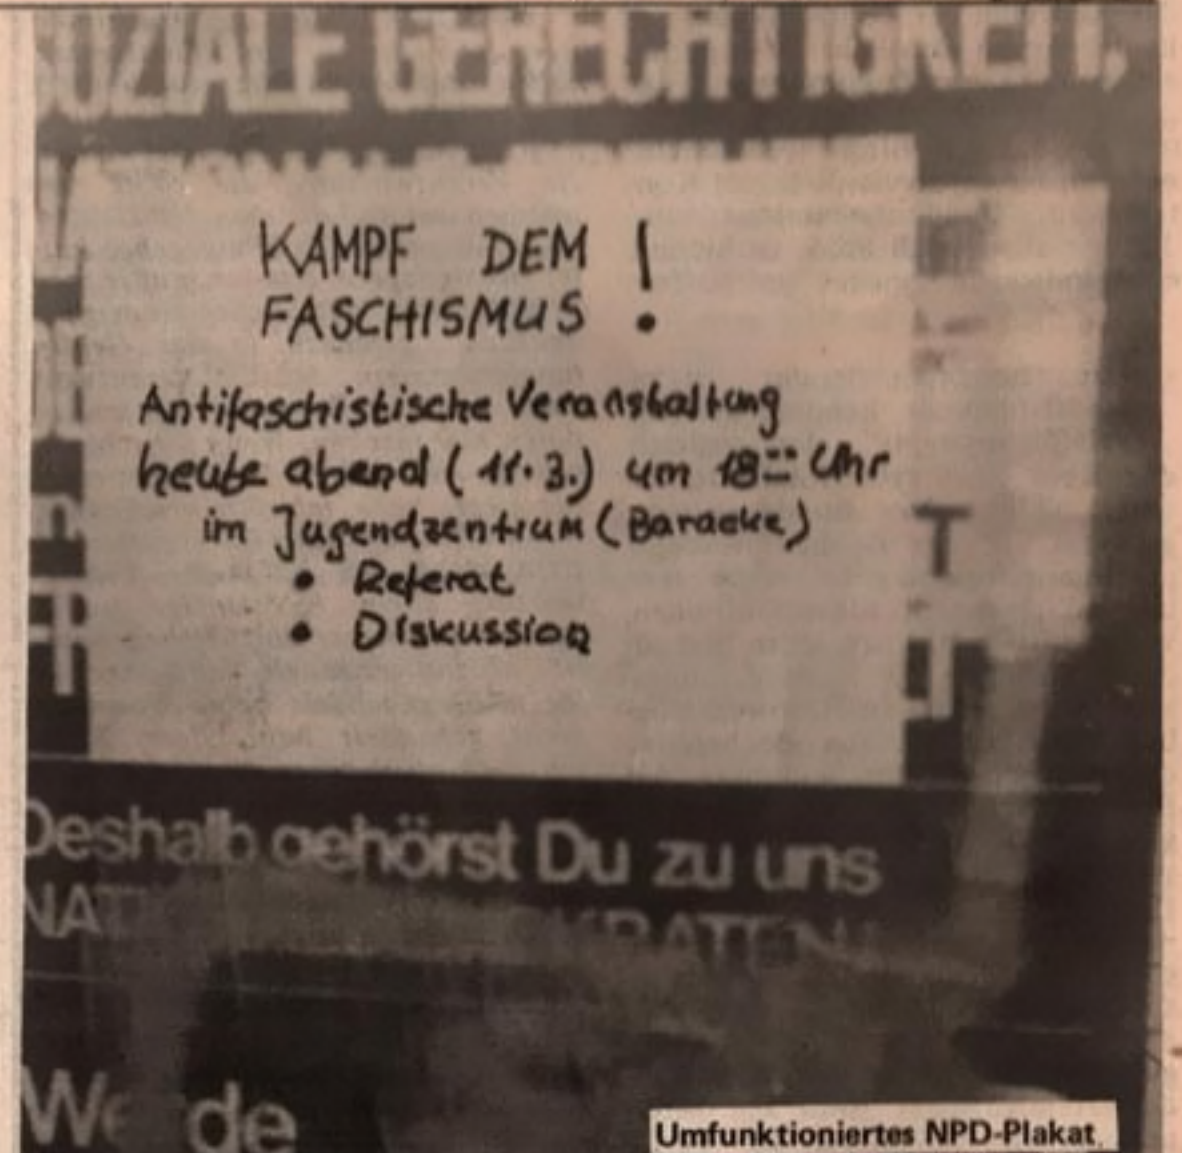 SOZIALE GERECHTIGKEIT,
KAMPF DEM
FASCHISMUS !
Antifaschistische Veranstaltung
heute abend (11.3.) um 18⁰⁰ Uhr
im Jugendzentrum (Baracke)
• Referat
• Diskussion
T
Deshalb gehörst Du zu uns
Umfunktioniertes NPD-Plakat